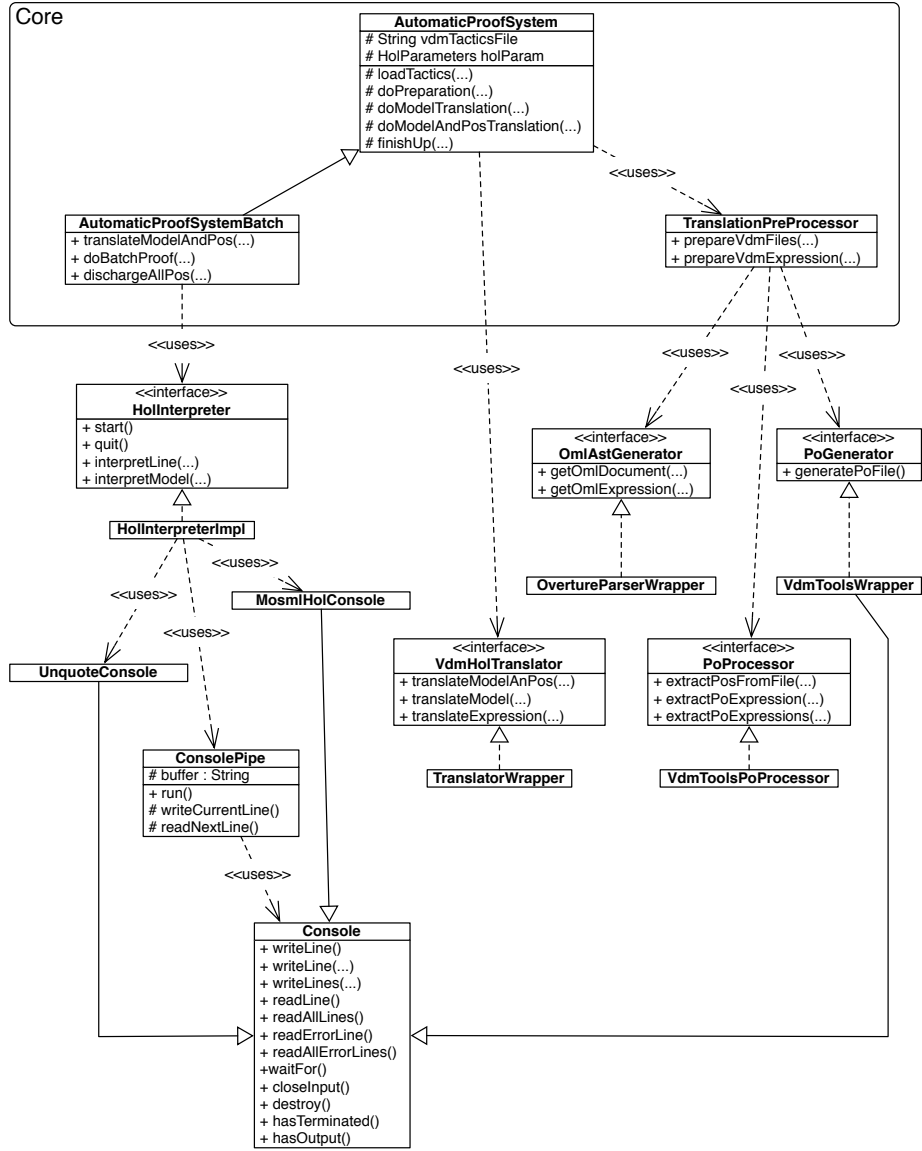 Core
AutomaticProofSystem
# String vdmTacticsFile
# HolParameters holParam
# loadTactics(...)
# doPreparation(...)
# doModelTranslation(...)
# doModelAndPosTranslation(...)
# finishUp(...)
<<uses>>
AutomaticProofSystemBatch
+ translateModelAndPos(...)
+ doBatchProof(...)
+ dischargeAllPos(...)
TranslationPreProcessor
+ prepareVdmFiles(...)
+ prepareVdmExpression(...)
<<uses>>
<<uses>>
<<uses>>
<<uses>>
<<uses>>
<<interface>>
HolInterpreter
+ start()
+ quit()
+ interpretLine(...)
+ interpretModel(...)
<<interface>>
OmlAstGenerator
+ getOmlDocument(...)
+ getOmlExpression(...)
<<interface>>
PoGenerator
+ generatePoFile()
HolInterpreterImpl
<<uses>>
<<uses>>
<<uses>>
MosmlHolConsole
OvertureParserWrapper
VdmToolsWrapper
UnquoteConsole
<<interface>>
VdmHolTranslator
+ translateModelAnPos(...)
+ translateModel(...)
+ translateExpression(...)
<<interface>>
PoProcessor
+ extractPosFromFile(...)
+ extractPoExpression(...)
+ extractPoExpressions(...)
ConsolePipe
# buffer : String
+ run()
# writeCurrentLine()
# readNextLine()
TranslatorWrapper
VdmToolsPoProcessor
<<uses>>
Console
+ writeLine()
+ writeLine(...)
+ writeLines(...)
+ readLine()
+ readAllLines()
+ readErrorLine()
+ readAllErrorLines()
+waitFor()
+ closeInput()
+ destroy()
+ hasTerminated()
+ hasOutput()